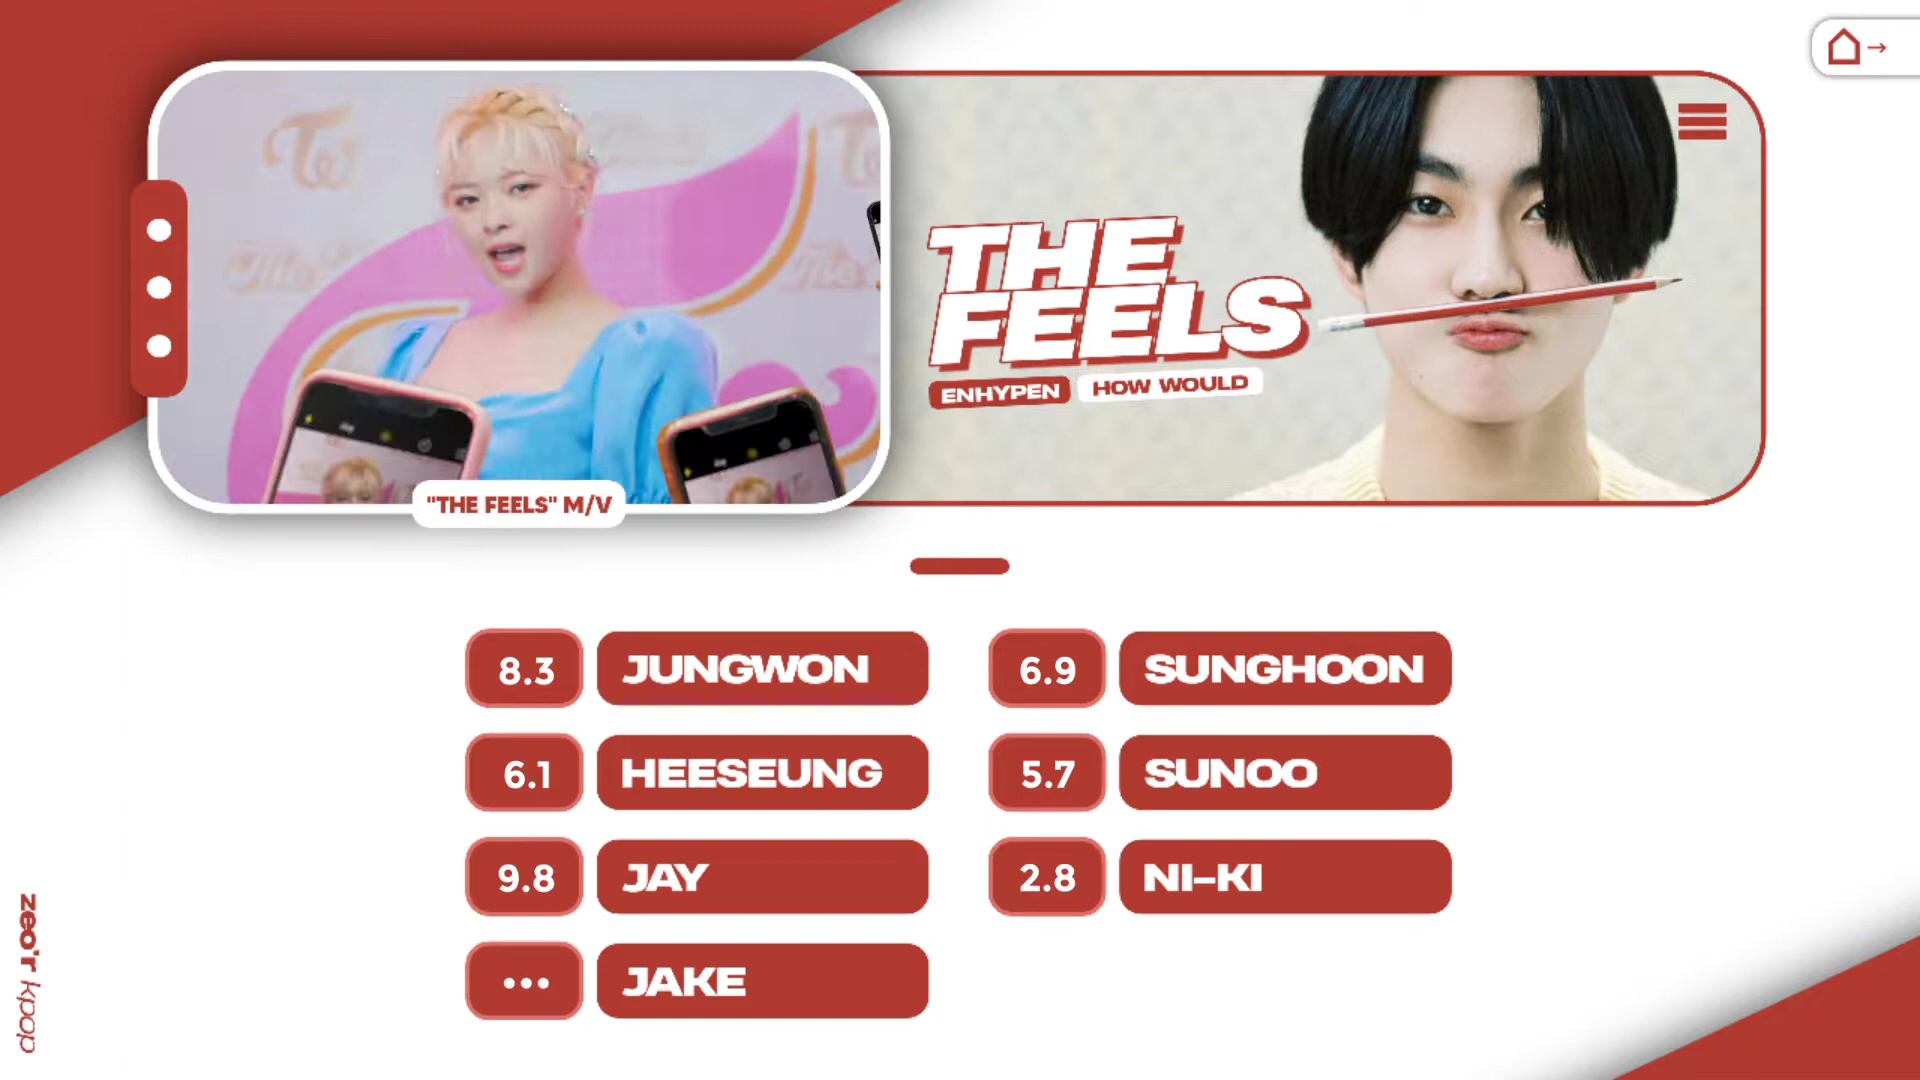 THE
FEELS
ENHYPEN HOW WOULD
"THE FEELS" M/V
8.3 JUNGWON
6.9 SUNGHOON
6.1 HEESEUNG
5.7 SUNOO
9.8 JAY
2.8 NI-KI
... JAKE
zeo'r kpop